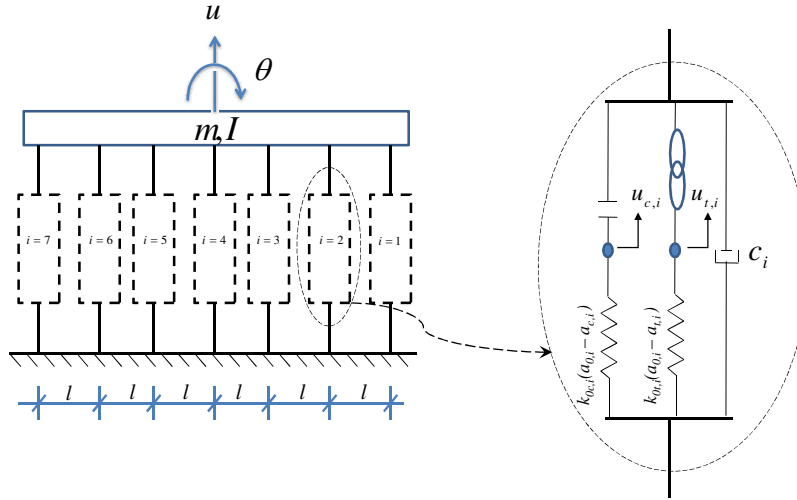 u
θ
m,I
i = 7
i = 6
i = 5
i = 4
i = 3
i = 2
i = 1
l
l
l
l
l
l
u_{c,i}
u_{t,i}
c_i
k_{0c,i}(a_{0,i} − a_{c,i})
k_{0t,i}(a_{0,i} − a_{t,i})